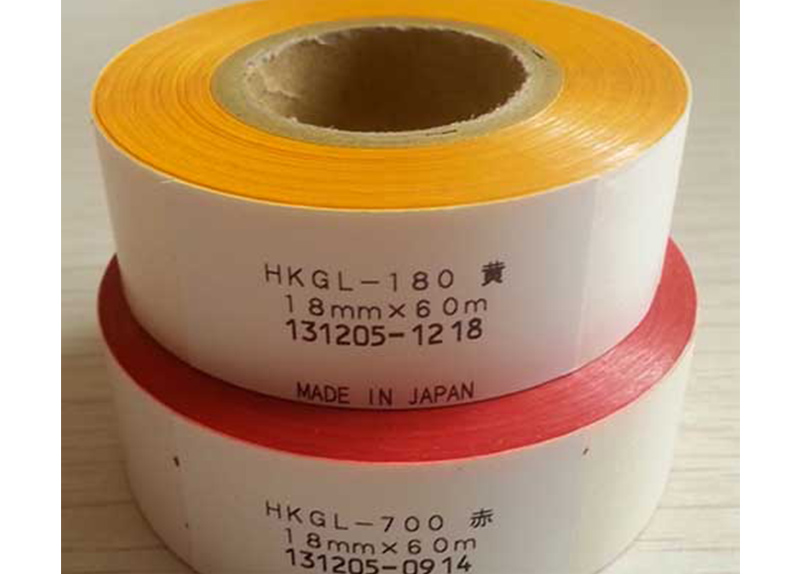 HKGL-180 黄
18mm×60m
131205-1218
MADE IN JAPAN
HKGL-700 赤
18mm×60m
131205-0914